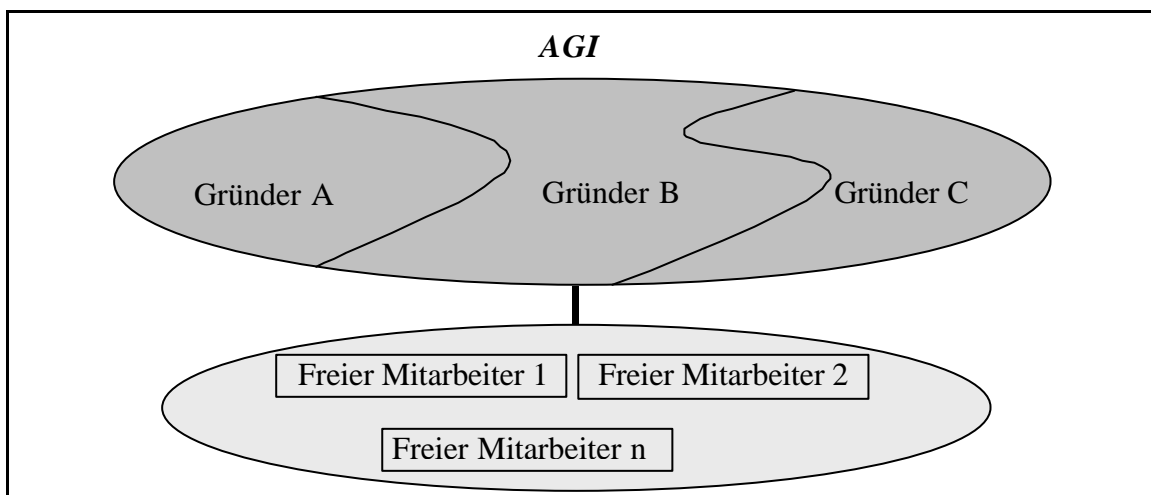 AGI
Gründer A Gründer B Gründer C
Freier Mitarbeiter 1 Freier Mitarbeiter 2
Freier Mitarbeiter n